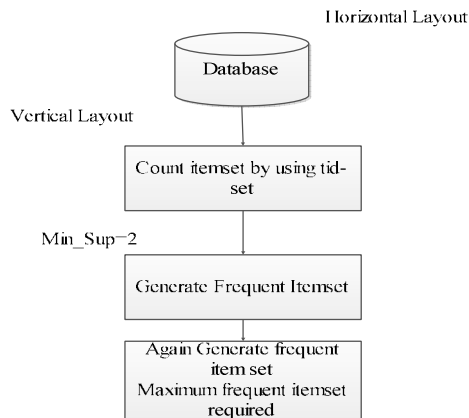 Horizontal Layout
Database
Vertical Layout
Count itemset by using tid-
set
Min_Sup=2
Generate Frequent Itemset
Again Generate frequent
item set
Maximum frequent itemset
required